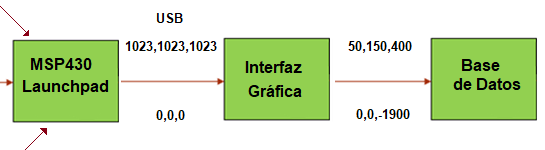 USB
MSP430
Launchpad
1023,1023,1023
0,0,0
Interfaz
Gráfica
50,150,400
0,0,-1900
Base
de Datos